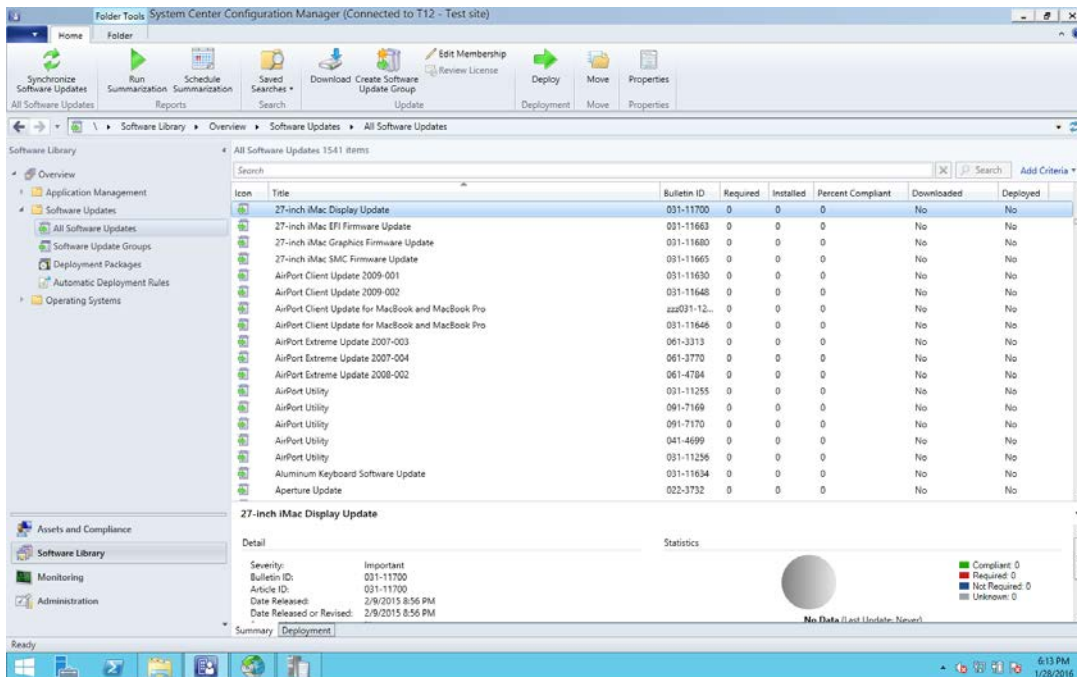 Folder Tools System Center Configuration Manager (Connected to T12 - Test site)
Home Folder
Synchronize Software Updates
Run Summarization
Schedule Summarization
Saved Searches
Download
Create Software Update Group
Edit Membership
Review License
Deploy
Move
Properties
All Software Updates Reports Search Update Deployment Move Properties
\ Software Library Overview Software Updates All Software Updates
Software Library
Overview
Application Management
Software Updates
All Software Updates
Software Update Groups
Deployment Packages
Automatic Deployment Rules
Operating Systems
Assets and Compliance
Software Library
Monitoring
Administration
All Software Updates 1541 items
Search Search Add Criteria
Icon Title Bulletin ID Required Installed Percent Compliant Downloaded Deployed
27-inch iMac Display Update 031-11700 0 0 0 No No
27-inch iMac EFI Firmware Update 031-11663 0 0 0 No No
27-inch iMac Graphics Firmware Update 031-11680 0 0 0 No No
27-inch iMac SMC Firmware Update 031-11665 0 0 0 No No
AirPort Client Update 2009-001 031-11630 0 0 0 No No
AirPort Client Update 2009-002 031-11648 0 0 0 No No
AirPort Client Update for MacBook and MacBook Pro zzz031-12... 0 0 0 No No
AirPort Client Update for MacBook and MacBook Pro 031-11646 0 0 0 No No
AirPort Extreme Update 2007-003 061-3313 0 0 0 No No
AirPort Extreme Update 2007-004 061-3770 0 0 0 No No
AirPort Extreme Update 2008-002 061-4784 0 0 0 No No
AirPort Utility 031-11255 0 0 0 No No
AirPort Utility 091-7169 0 0 0 No No
AirPort Utility 091-7170 0 0 0 No No
AirPort Utility 041-4699 0 0 0 No No
AirPort Utility 031-11256 0 0 0 No No
Aluminum Keyboard Software Update 031-11634 0 0 0 No No
Aperture Update 022-3732 0 0 0 No No
27-inch iMac Display Update
Detail
Severity: Important
Bulletin ID: 031-11700
Article ID: 031-11700
Date Released: 2/9/2015 8:56 PM
Date Released or Revised: 2/9/2015 8:56 PM
Statistics
Compliant: 0
Required: 0
Not Required: 0
Unknown: 0
No Data (Last Update: Never)
Summary Deployment
Ready
6:13 PM
1/28/2016